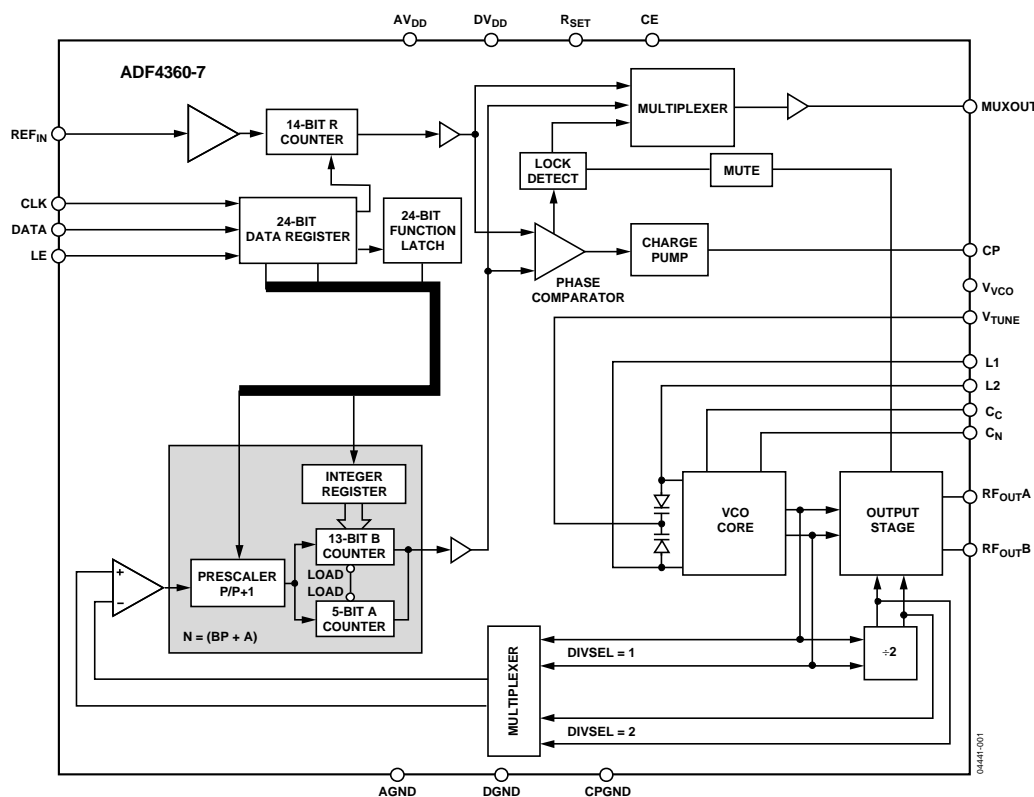 AVDD
DVDD
RSET
CE
ADF4360-7
MULTIPLEXER
MUXOUT
REFIN
14-BIT R
COUNTER
LOCK
DETECT
MUTE
CLK
DATA
LE
24-BIT
DATA REGISTER
24-BIT
FUNCTION
LATCH
CHARGE
PUMP
CP
PHASE
COMPARATOR
VVCO
VTUNE
L1
L2
CC
CN
INTEGER
REGISTER
VCO
CORE
OUTPUT
STAGE
RFOUTA
RFOUTB
13-BIT B
COUNTER
LOAD
LOAD
PRESCALER
P/P+1
5-BIT A
COUNTER
+
−
N = (BP + A)
MULTIPLEXER
DIVSEL = 1
÷2
DIVSEL = 2
04441-001
AGND
DGND
CPGND